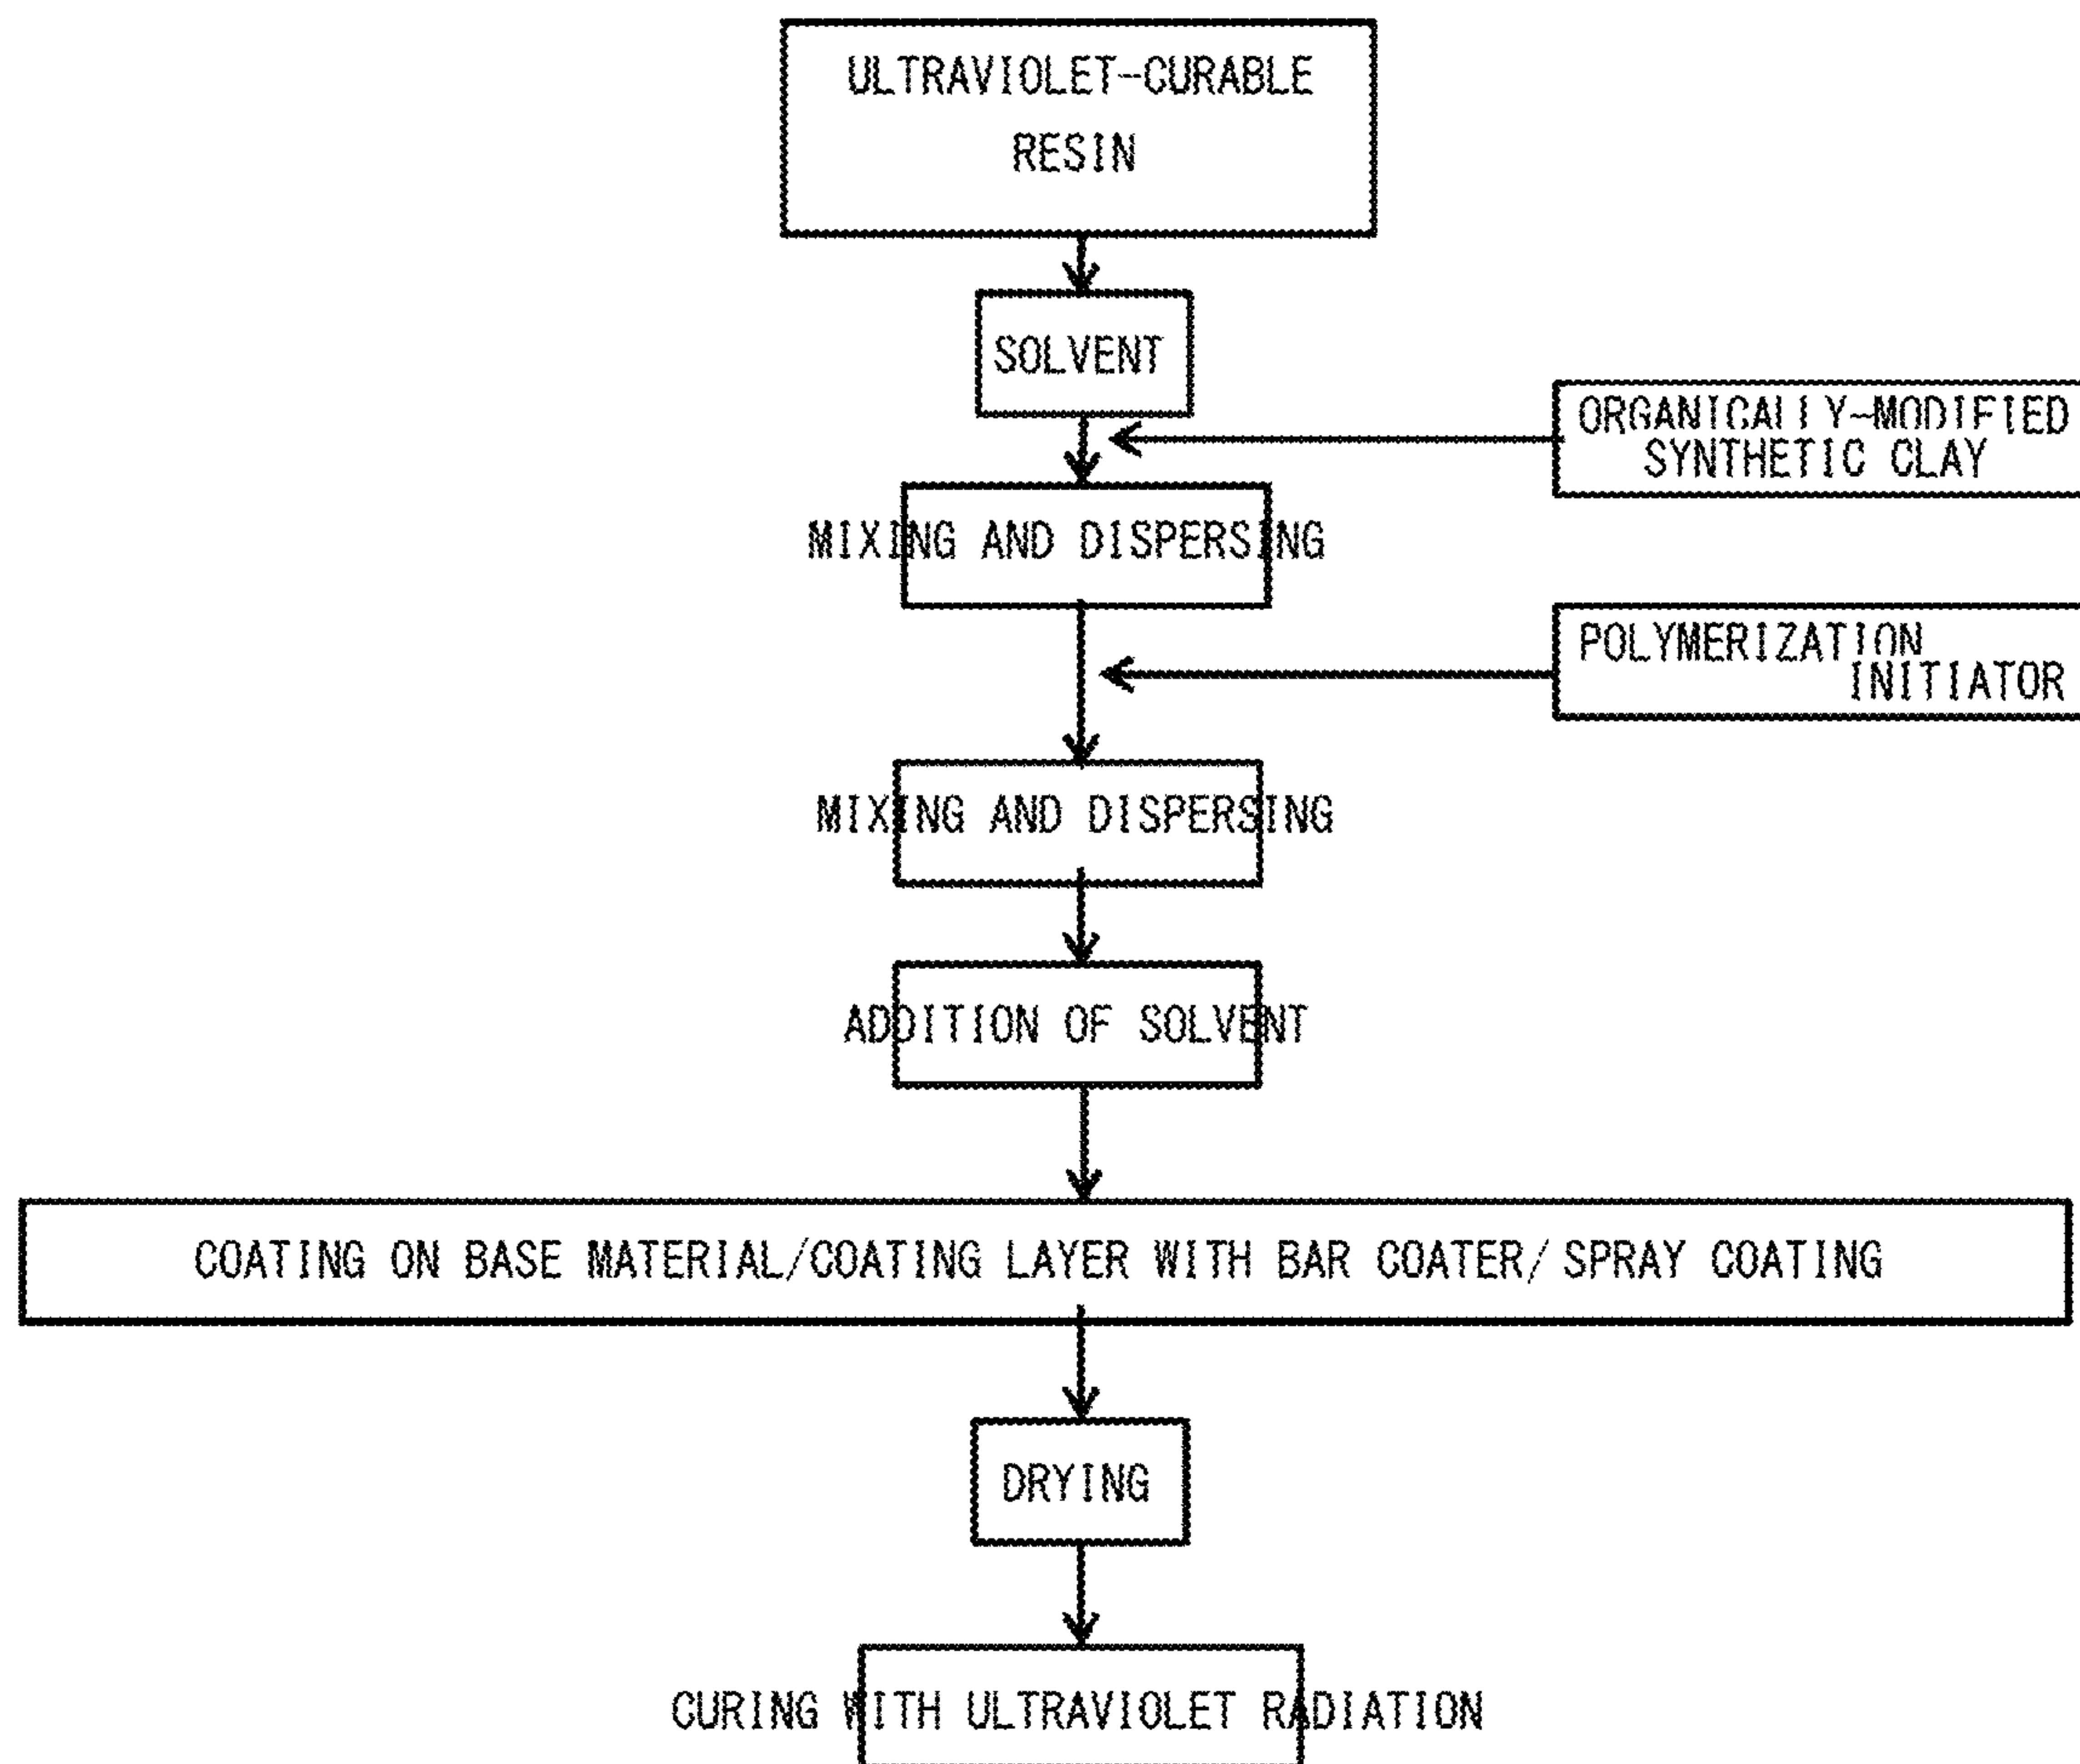 ULTRAVIOLET-CURABLE
RESIN
SOLVENT
ORGANICALLY-MODIFIED
SYNTHETIC CLAY
MIXING AND DISPERSING
POLYMERIZATION
INITIATOR
MIXING AND DISPERSING
ADDITION OF SOLVENT
COATING ON BASE MATERIAL/COATING LAYER WITH BAR COATER/SPRAY COATING
DRYING
CURING WITH ULTRAVIOLET RADIATION